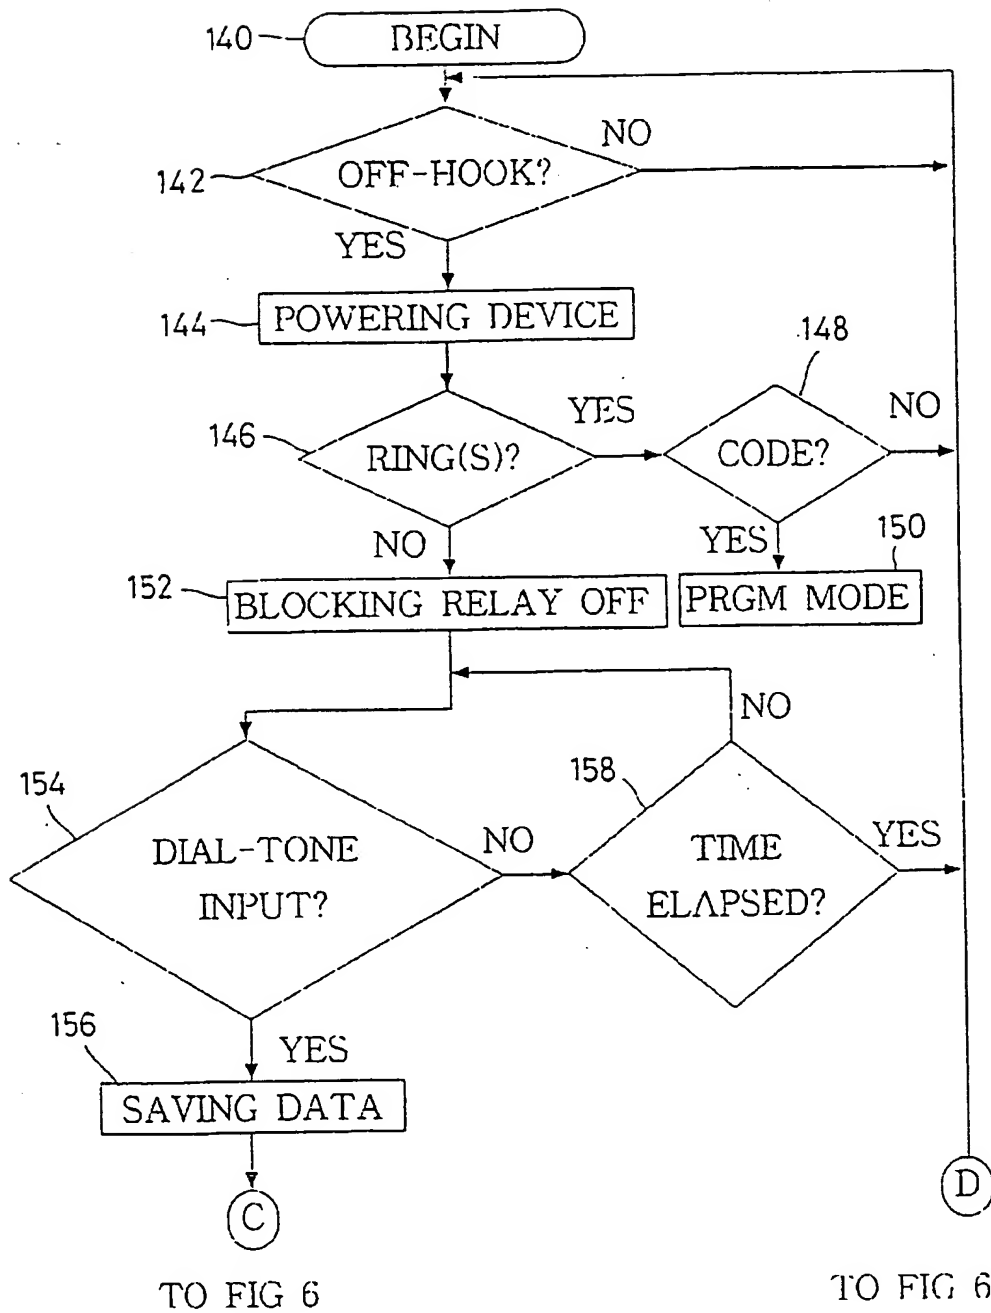 140
BEGIN
NO
142
OFF-HOOK?
YES
144
POWERING DEVICE
148
YES
NO
146
RING(S)?
CODE?
NO
YES
150
152
BLOCKING RELAY OFF
PRGM MODE
NO
154
158
DIAL-TONE
INPUT?
NO
TIME
ELAPSED?
YES
156
YES
SAVING DATA
C
D
TO FIG 6
TO FIG 6